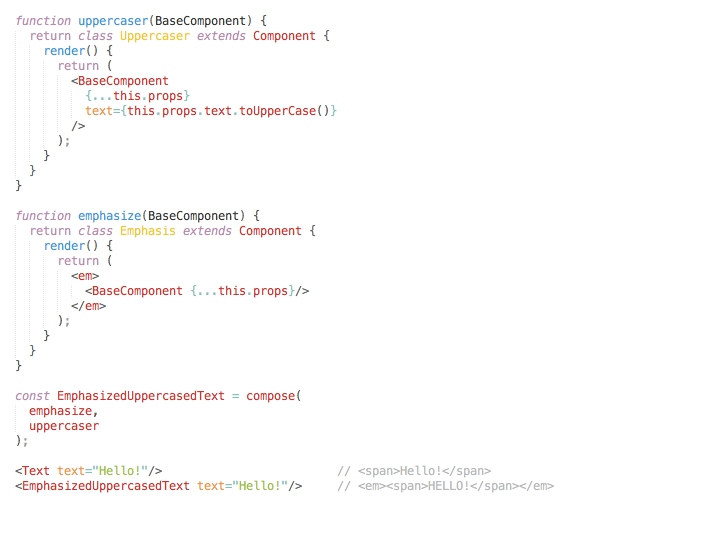 function uppercaser(BaseComponent) {
  return class Uppercaser extends Component {
    render() {
      return (
        <BaseComponent
          {...this.props}
          text={this.props.text.toUpperCase()}
        />
      );
    }
  }
}

function emphasize(BaseComponent) {
  return class Emphasis extends Component {
    render() {
      return (
        <em>
          <BaseComponent {...this.props}/>
        </em>
      );
    }
  }
}

const EmphasizedUppercasedText = compose(
  emphasize,
  uppercaser
);

<Text text="Hello!"/>                         // <span>Hello!</span>
<EmphasizedUppercasedText text="Hello!"/>     // <em><span>HELLO!</span></em>